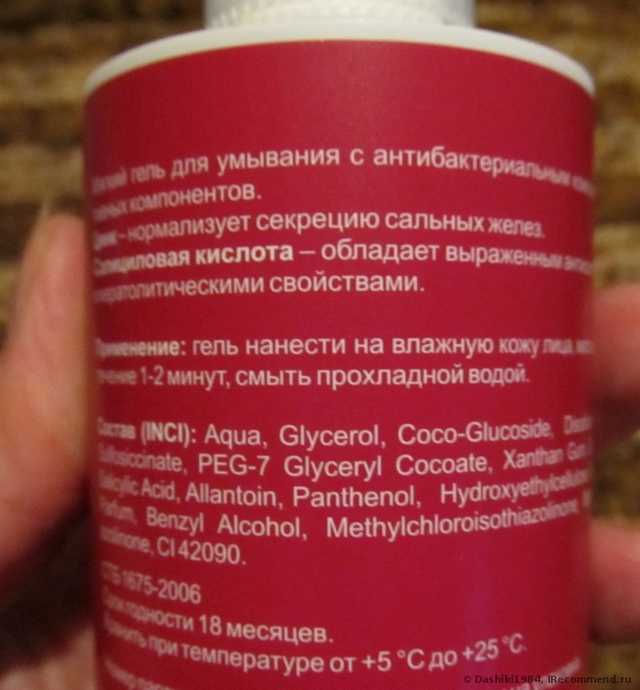 гель для умывания с антибактериальным
компонентов.
Цинк – нормализует секрецию сальных желез.
Салициловая кислота – обладает выраженным
кератолитическими свойствами.
Применение: гель нанести на влажную кожу лица,
1-2 минут, смыть прохладной водой.
Состав (INCI): Aqua, Glycerol, Coco-Glucoside,
Sulfosiccinate, PEG-7 Glyceryl Cocoate, Xanthan Gum,
Salicylic Acid, Allantoin, Panthenol, Hydroxyethylcellulose
Parfum, Benzyl Alcohol, Methylchloroisothiazolinone,
CI 42090.
СТБ 1675-2006
Срок годности 18 месяцев.
Хранить при температуре от +5 °C до +25 °C.
© Dashiki1984, IRecommend.ru